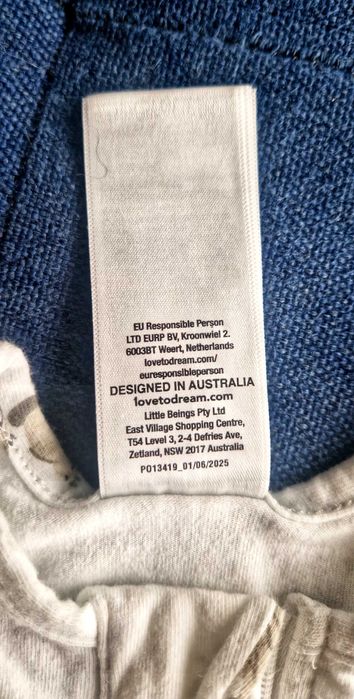 EU Responsible Person
LTD EURP BV, Kroonwiel 2.
6003BT Weert, Netherlands
lovetodream.com/
euresponsibleperson
DESIGNED IN AUSTRALIA
lovetodream.com
Little Beings Pty Ltd
East Village Shopping Centre,
T54 Level 3, 2-4 Defries Ave,
Zetland, NSW 2017 Australia
PO13419_01/06/2025